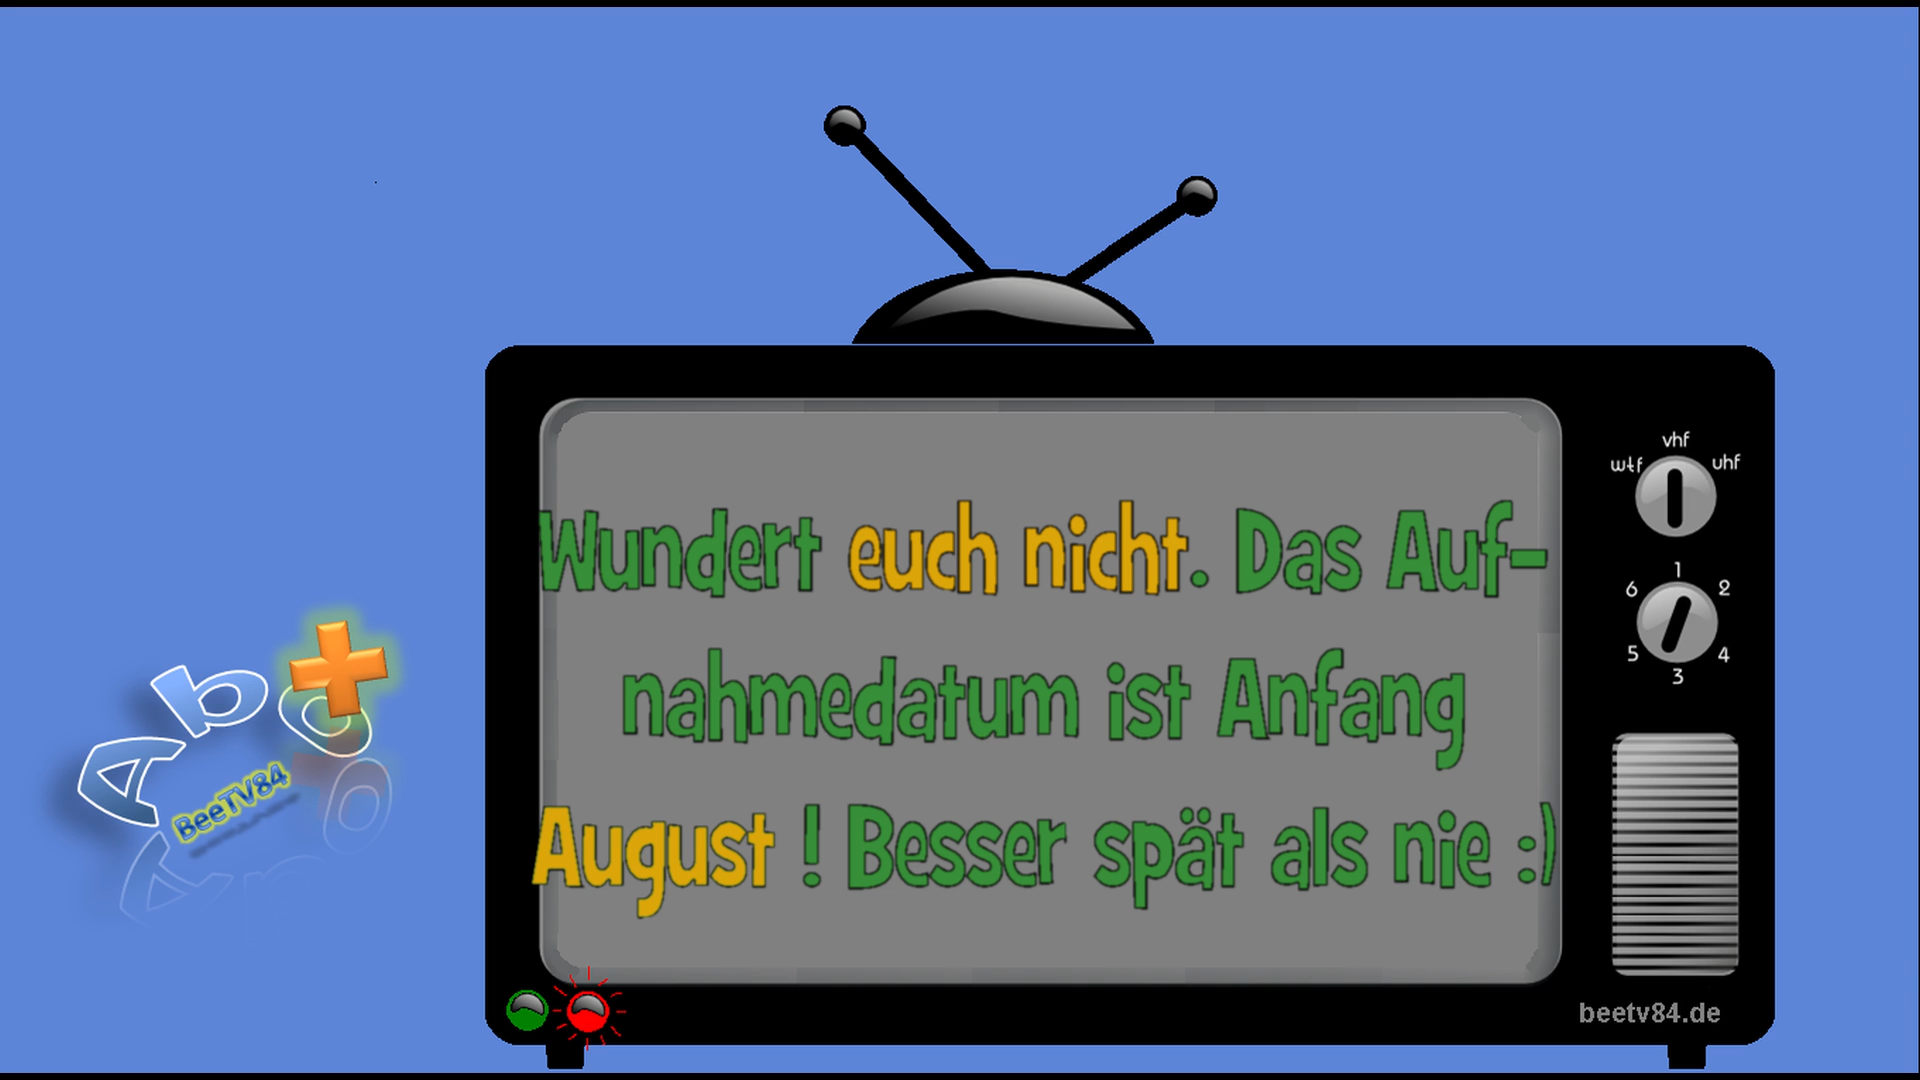 vhf
wtf
uhf
Wundert euch nicht. Das Auf-
1
6
2
nahmedatum ist Anfang
5
4
3
Abo
BeeTV84
August ! Besser spät als nie :)
beetv84.de